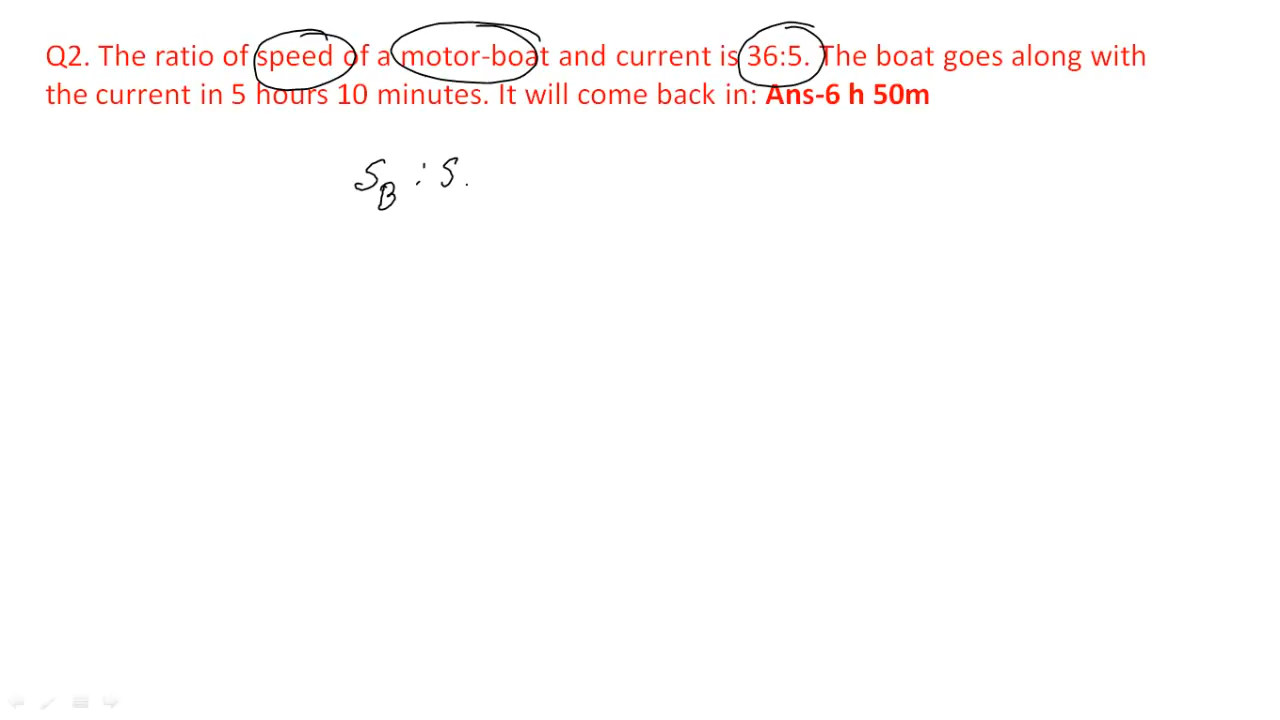 Q2. The ratio of speed of a motor-boat and current is 36:5. The boat goes along with
the current in 5 hours 10 minutes. It will come back in: Ans-6 h 50m
S_B : S.